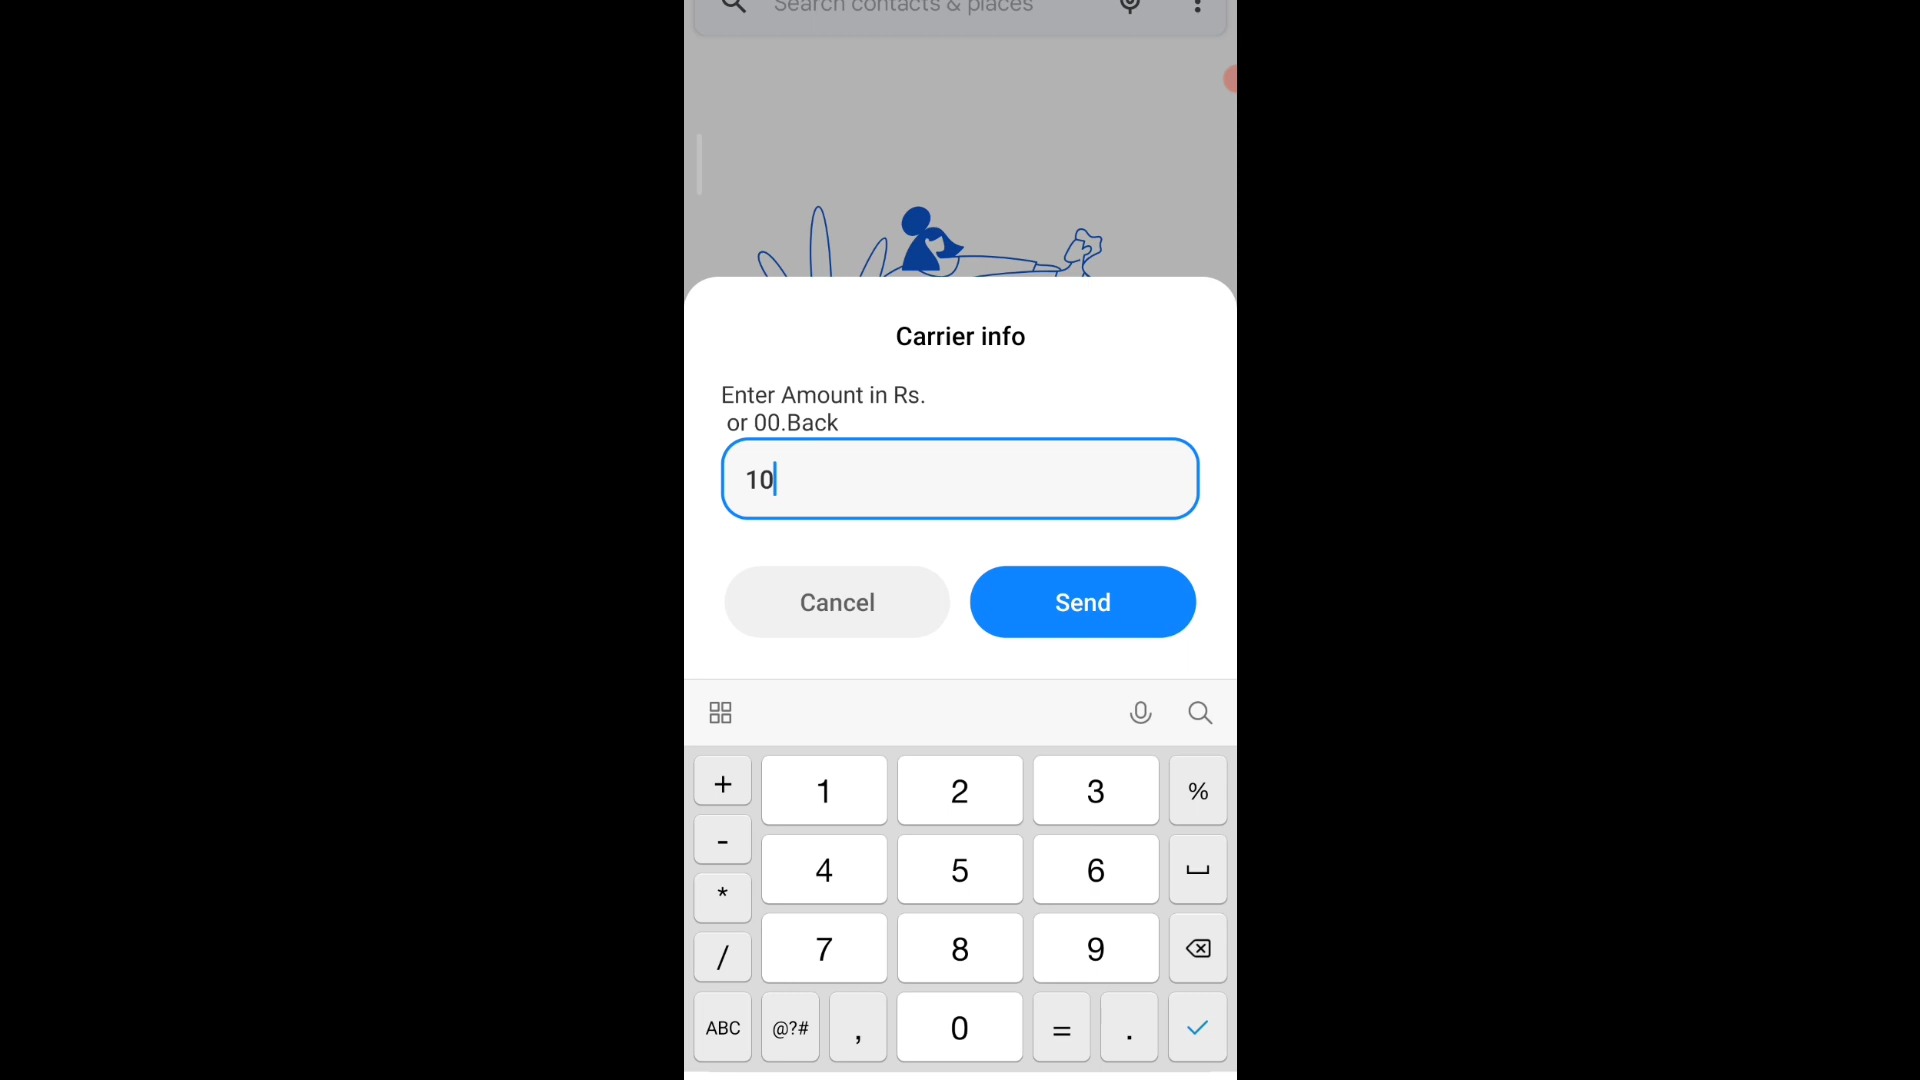 Search contacts & places
Carrier info
Enter Amount in Rs.
or 00.Back
10
Cancel
Send
+ 1 2 3 %
- 4 5 6
* 7 8 9
/
ABC @?# , 0 = .